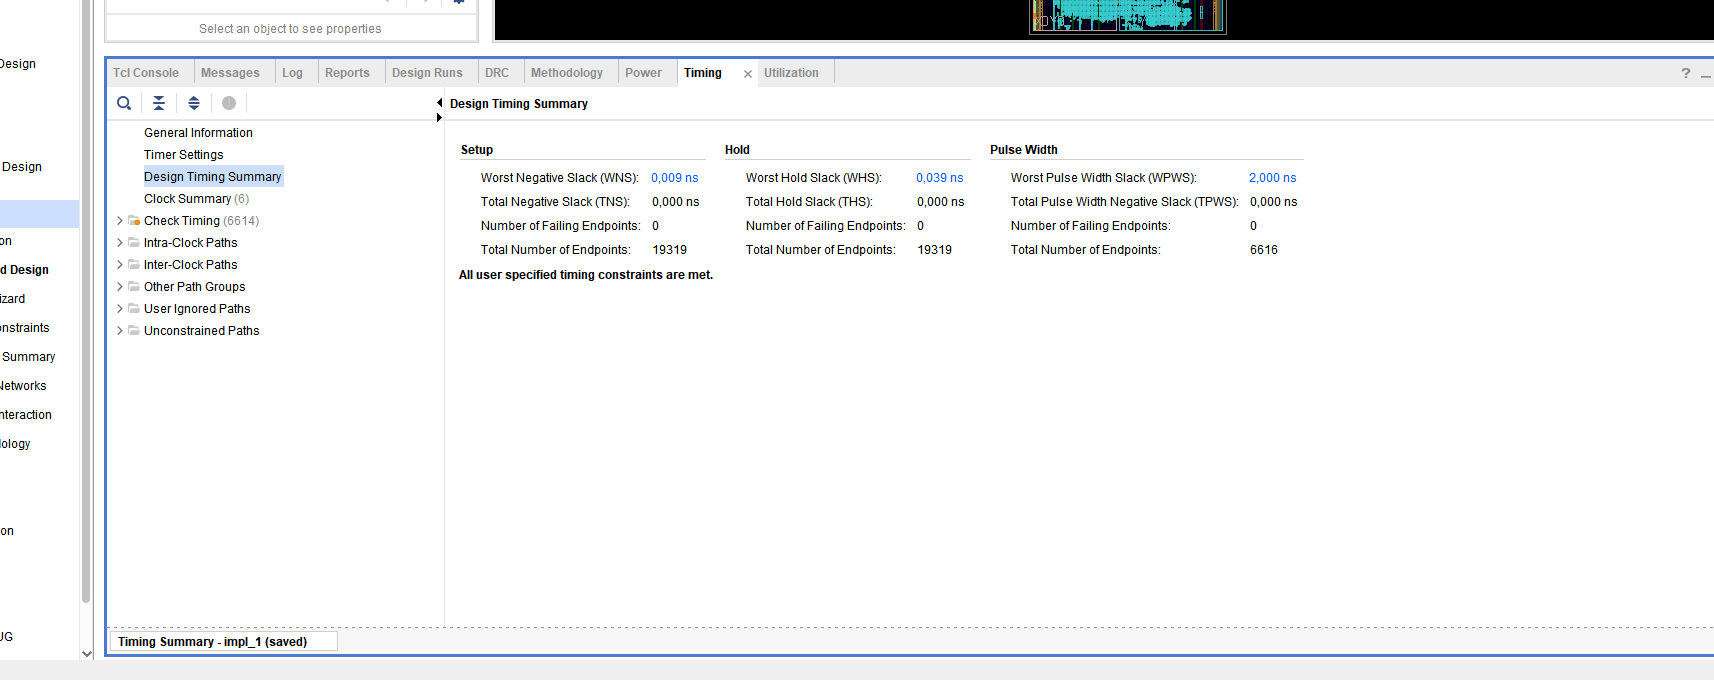 Select an object to see properties
Design
Design
on
d Design
izard
onstraints
Summary
Networks
nteraction
lology
on
UG
Tcl Console Messages Log Reports Design Runs DRC Methodology Power Timing × Utilization ? _
General Information
Timer Settings
Design Timing Summary
Clock Summary (6)
Check Timing (6614)
Intra-Clock Paths
Inter-Clock Paths
Other Path Groups
User Ignored Paths
Unconstrained Paths
Design Timing Summary
Setup
Worst Negative Slack (WNS): 0,009 ns
Total Negative Slack (TNS): 0,000 ns
Number of Failing Endpoints: 0
Total Number of Endpoints: 19319
Hold
Worst Hold Slack (WHS): 0,039 ns
Total Hold Slack (THS): 0,000 ns
Number of Failing Endpoints: 0
Total Number of Endpoints: 19319
Pulse Width
Worst Pulse Width Slack (WPWS): 2,000 ns
Total Pulse Width Negative Slack (TPWS): 0,000 ns
Number of Failing Endpoints: 0
Total Number of Endpoints: 6616
All user specified timing constraints are met.
Timing Summary - impl_1 (saved)